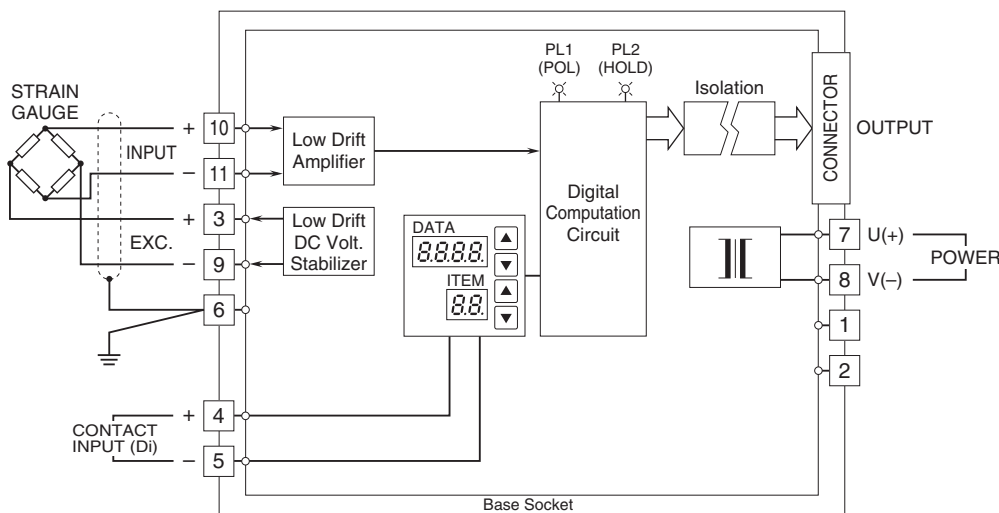 STRAIN
GAUGE
+ 10
INPUT
– 11
+ 3
EXC.
– 9
6
+ 4
CONTACT
INPUT (Di)
– 5
Low Drift
Amplifier
Low Drift
DC Volt.
Stabilizer
DATA
8.8.8.8.
ITEM
8.8.
PL1
(POL)
PL2
(HOLD)
Digital
Computation
Circuit
Isolation
CONNECTOR
OUTPUT
7 U(+)
POWER
8 V(–)
1
2
Base Socket